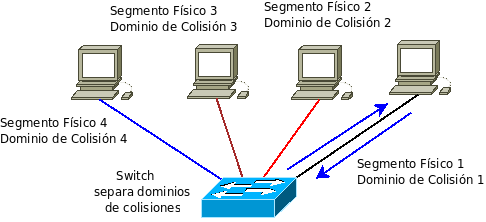 Segmento Físico 3
Dominio de Colisión 3
Segmento Físico 2
Dominio de Colisión 2
Segmento Físico 4
Dominio de Colisión 4
Segmento Físico 1
Dominio de Colisión 1
Switch
separa dominios
de colisiones